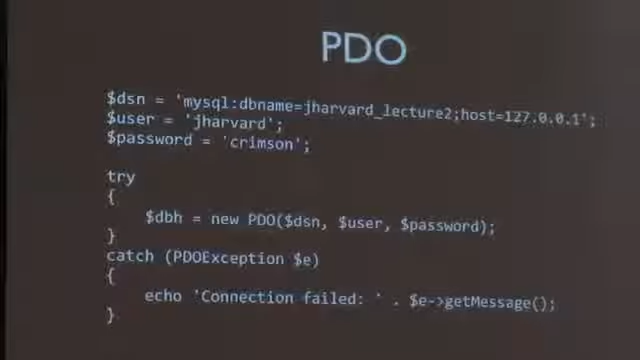 PDO
$dsn = 'mysql:dbname=jharvard_lecture2;host=127.0.0.1';
$user = 'jharvard';
$password = 'crimson';
try
{
$dbh = new PDO($dsn, $user, $password);
}
catch (PDOException $e)
{
echo 'Connection failed: ' . $e->getMessage();
}